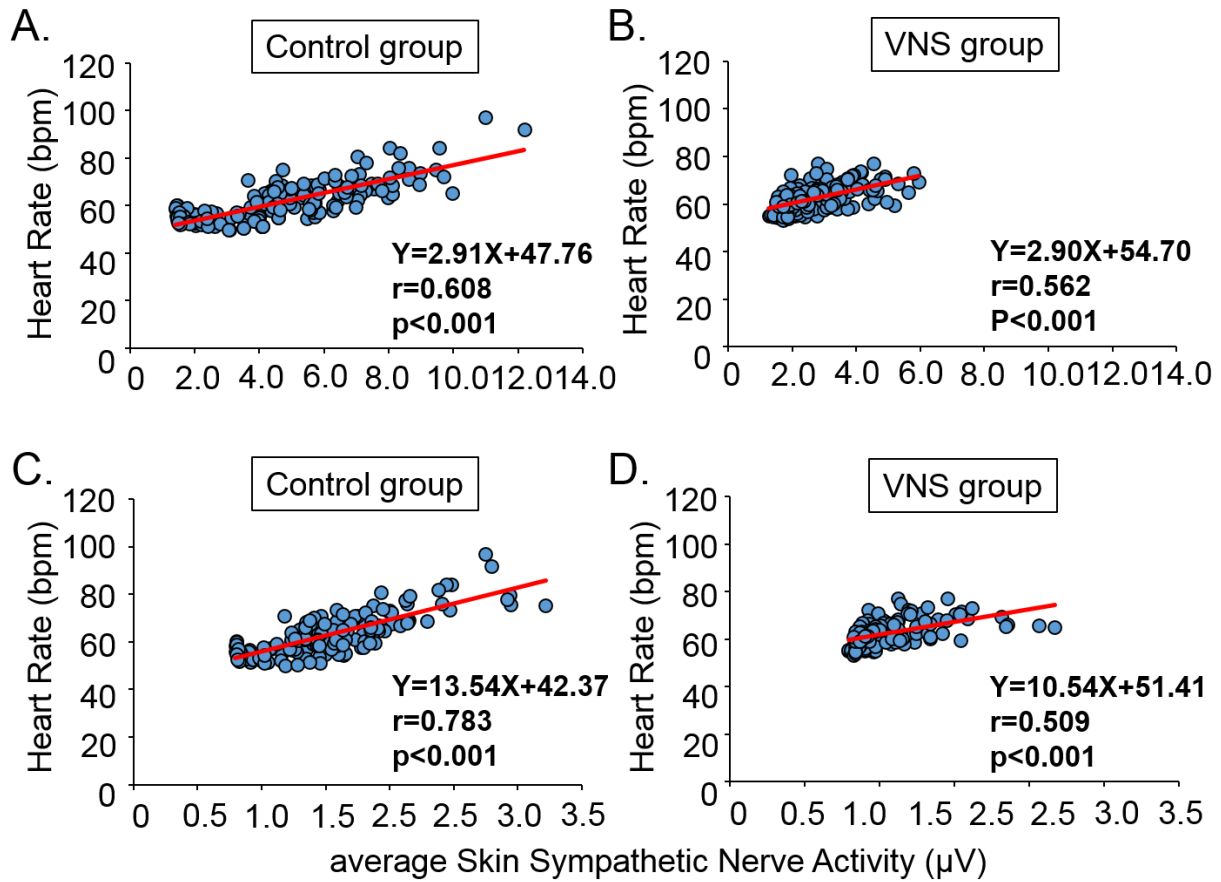 A.
Control group
Heart Rate (bpm)
120
100
80
60
40
20
0
Y=2.91X+47.76
r=0.608
p<0.001
0 2.0 4.0 6.0 8.0 10.0 12.0 14.0
B.
VNS group
Heart Rate (bpm)
120
100
80
60
40
20
0
Y=2.90X+54.70
r=0.562
P<0.001
0 2.0 4.0 6.0 8.0 10.0 12.0 14.0
C.
Control group
Heart Rate (bpm)
120
100
80
60
40
20
0
Y=13.54X+42.37
r=0.783
p<0.001
0 0.5 1.0 1.5 2.5 2.5 3.0 3.5
D.
VNS group
Heart Rate (bpm)
120
100
80
60
40
20
0
Y=10.54X+51.41
r=0.509
p<0.001
0 0.5 1.0 1.5 2.5 2.5 3.0 3.5
average Skin Sympathetic Nerve Activity (µV)